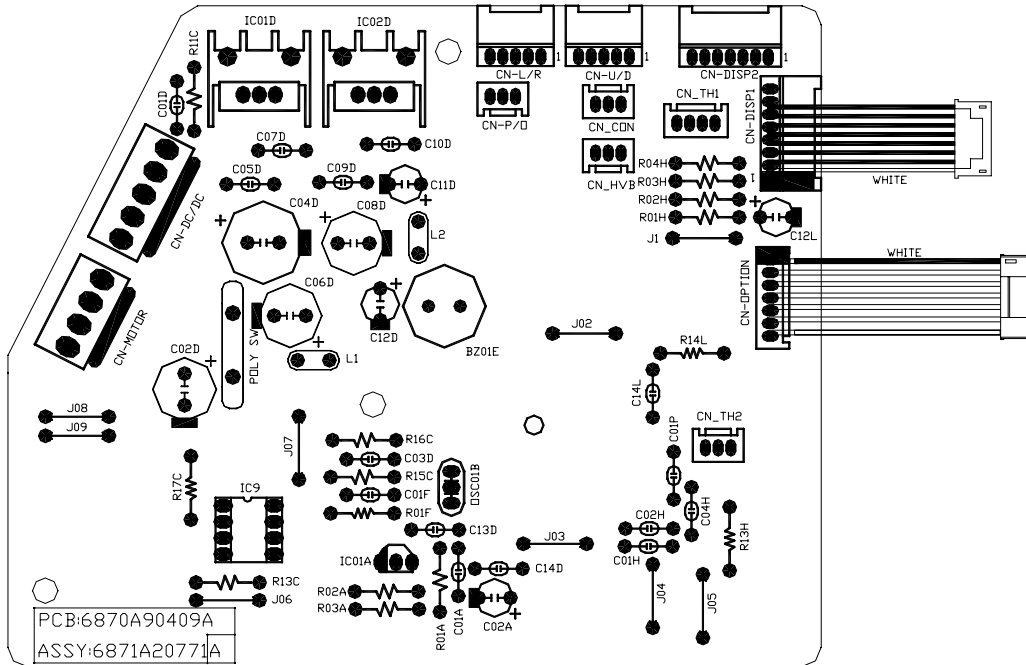 IC01D
IC02D
R11C
C01D
CN-L/R
1
CN-U/D
1
CN-DISP2
1
CN-P/O
CN_CON
CN_TH1
CN-DISP1
1
WHITE
C07D
C10D
C05D
C09D
C11D
CN_HVB
R04H
R03H
R02H
R01H
J1
C12L
CN-DC/DC
C04D
C08D
L2
CN-MOTOR
C06D
C12D
BZ01E
POLY SW
L1
C02D
J02
CN-OPTION
WHITE
R14L
C14L
J08
J09
J07
R16C
C03D
R15C
C01F
R01F
OSC01B
C01P
CN_TH2
R17C
IC9
C13D
C04H
C02H
C01H
R13H
J03
IC01A
R02A
R03A
R01A
C01A
C14D
C02A
R13C
J06
J04
J05
PCB:6870A90409A
ASSY:6871A20771A